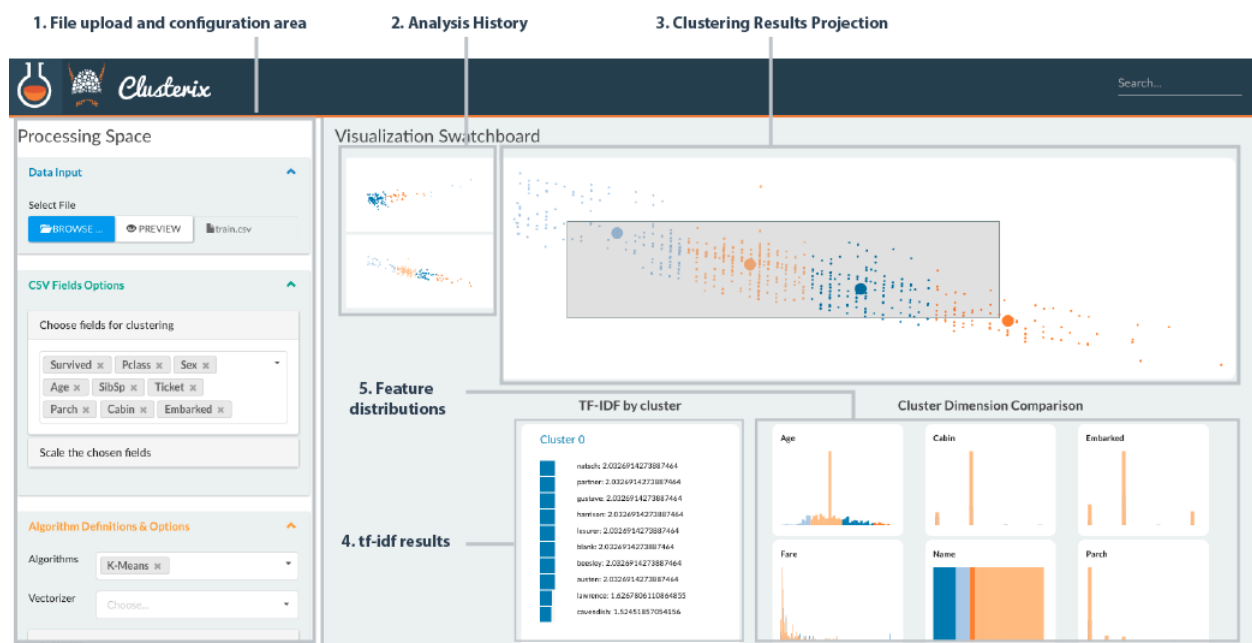 1. File upload and configuration area
2. Analysis History
3. Clustering Results Projection
Clusterix
Search...
Processing Space
Visualization Swatchboard
Data Input
Select File
BROWSE ...
PREVIEW
train.csv
CSV Fields Options
Choose fields for clustering
Survived × Pclass × Sex ×
Age × SibSp × Ticket ×
Parch × Cabin × Embarked ×
Scale the chosen fields
Algorithm Definitions & Options
Algorithms
K-Means ×
Vectorizer
Choose...
5. Feature
distributions
4. tf-idf results
TF-IDF by cluster
Cluster 0
natsch: 2.0326914273887464
partner: 2.0326914273887464
gustave: 2.0326914273887464
harrison: 2.0326914273887464
lesurer: 2.0326914273887464
blank: 2.0326914273887464
beesley: 2.0326914273887464
austen: 2.0326914273887464
lawrence: 1.6267806110864855
cavendish: 1.52451857054156
Cluster Dimension Comparison
Age
Cabin
Embarked
Fare
Name
Parch